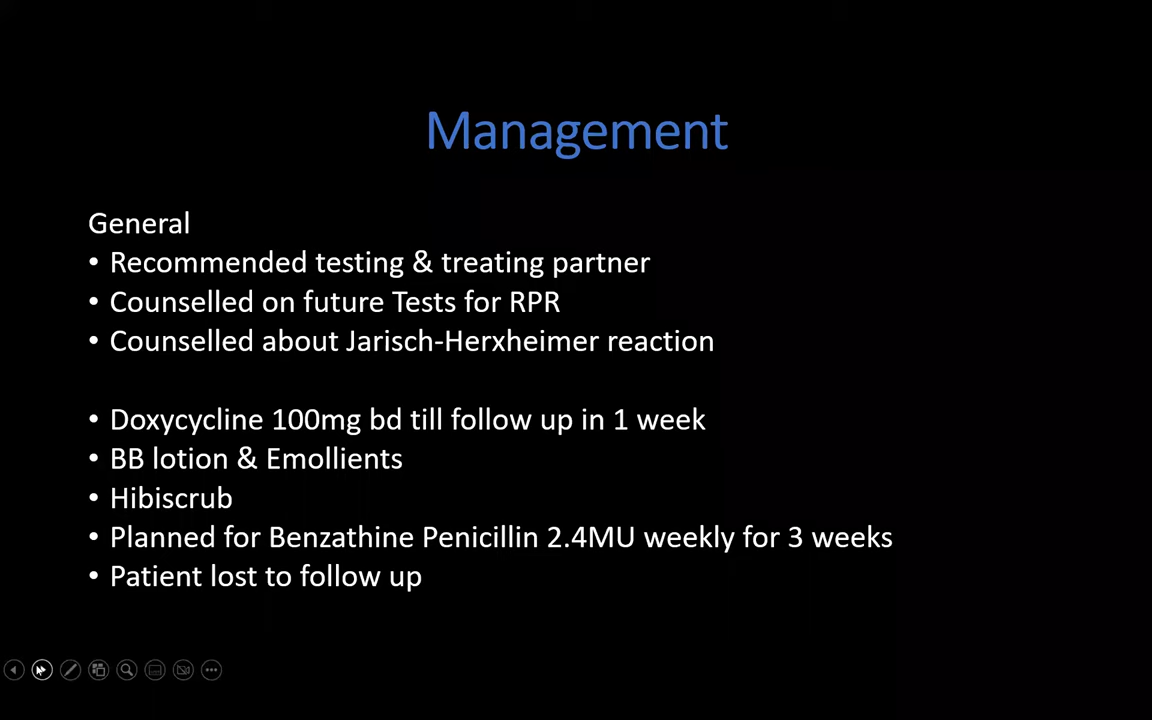 Management
General
• Recommended testing & treating partner
• Counselled on future Tests for RPR
• Counselled about Jarisch-Herxheimer reaction
• Doxycycline 100mg bd till follow up in 1 week
• BB lotion & Emollients
• Hibiscrub
• Planned for Benzathine Penicillin 2.4MU weekly for 3 weeks
• Patient lost to follow up